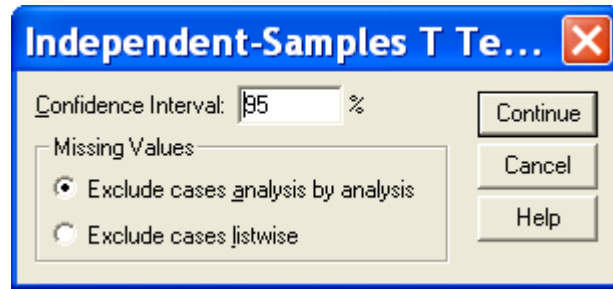 Independent-Samples T Te...
Confidence Interval: 95 %
Continue
Missing Values
Cancel
Exclude cases analysis by analysis
Help
Exclude cases listwise